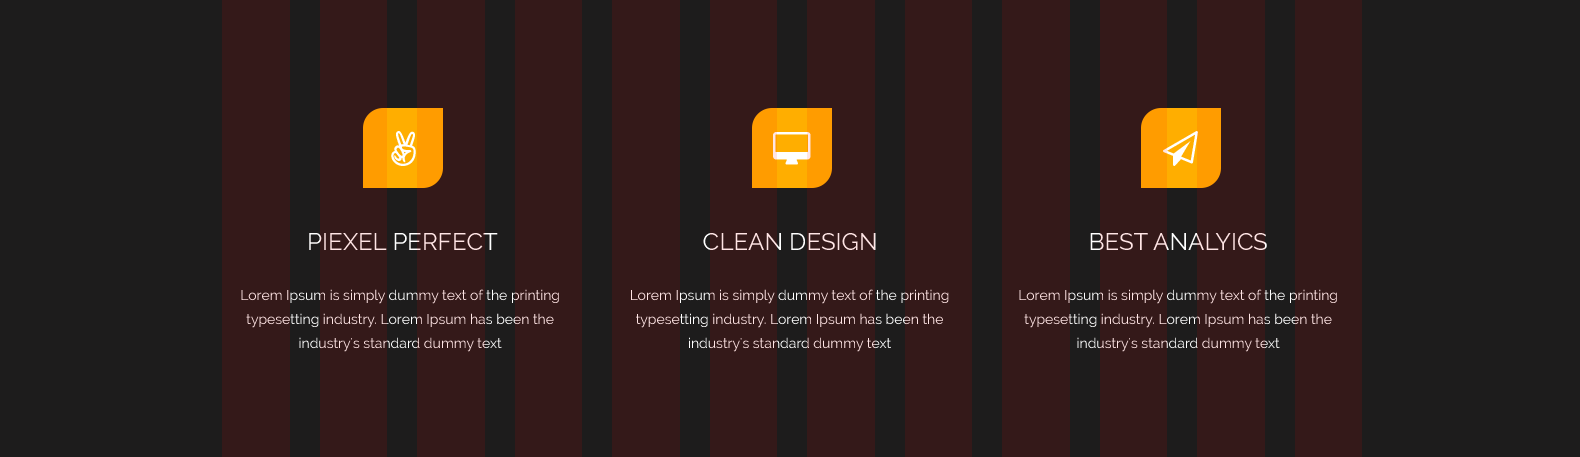 PIEXEL PERFECT
Lorem Ipsum is simply dummy text of the printing
typesetting industry. Lorem Ipsum has been the
industry's standard dummy text
CLEAN DESIGN
Lorem Ipsum is simply dummy text of the printing
typesetting industry. Lorem Ipsum has been the
industry's standard dummy text
BEST ANALYICS
Lorem Ipsum is simply dummy text of the printing
typesetting industry. Lorem Ipsum has been the
industry's standard dummy text